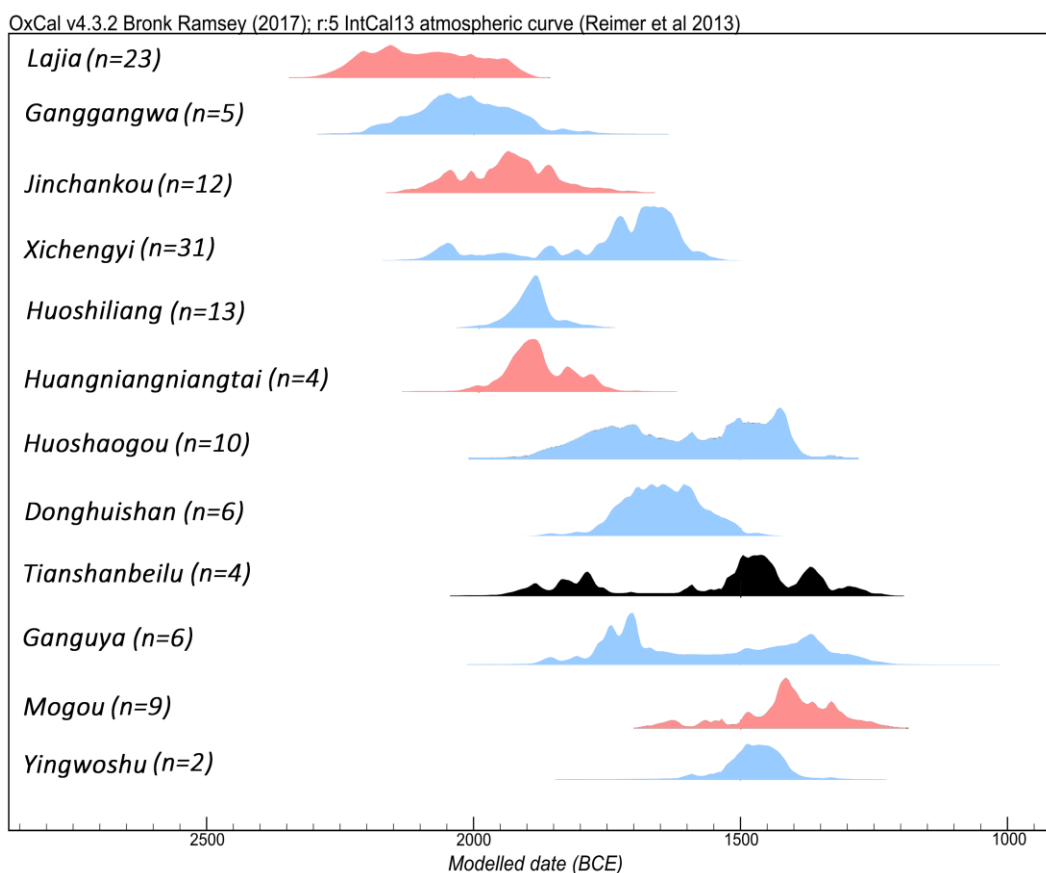 OxCal v4.3.2 Bronk Ramsey (2017); r:5 IntCal13 atmospheric curve (Reimer et al 2013)
Lajia (n=23)
Ganggangwa (n=5)
Jinchankou (n=12)
Xichengyi (n=31)
Huoshiliang (n=13)
Huangniangniangtai (n=4)
Huoshaogou (n=10)
Donghuishan (n=6)
Tianshanbeilu (n=4)
Ganguya (n=6)
Mogou (n=9)
Yingwoshu (n=2)
2500 2000 1500 1000
Modelled date (BCE)